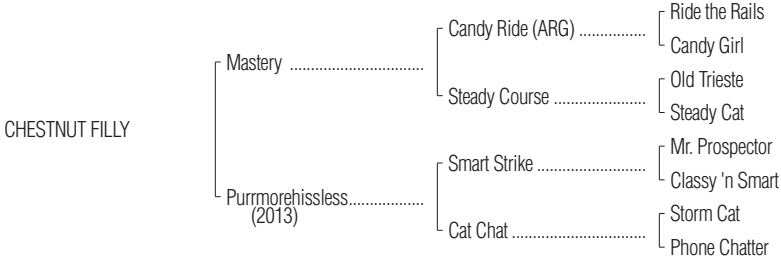 Ride the Rails
Candy Ride (ARG) ................
Candy Girl
Mastery ................................
Old Trieste
Steady Course ......................
Steady Cat
CHESTNUT FILLY
Mr. Prospector
Smart Strike ..........................
Classy 'n Smart
Purrmorehissless..................
(2013)
Storm Cat
Cat Chat ................................
Phone Chatter